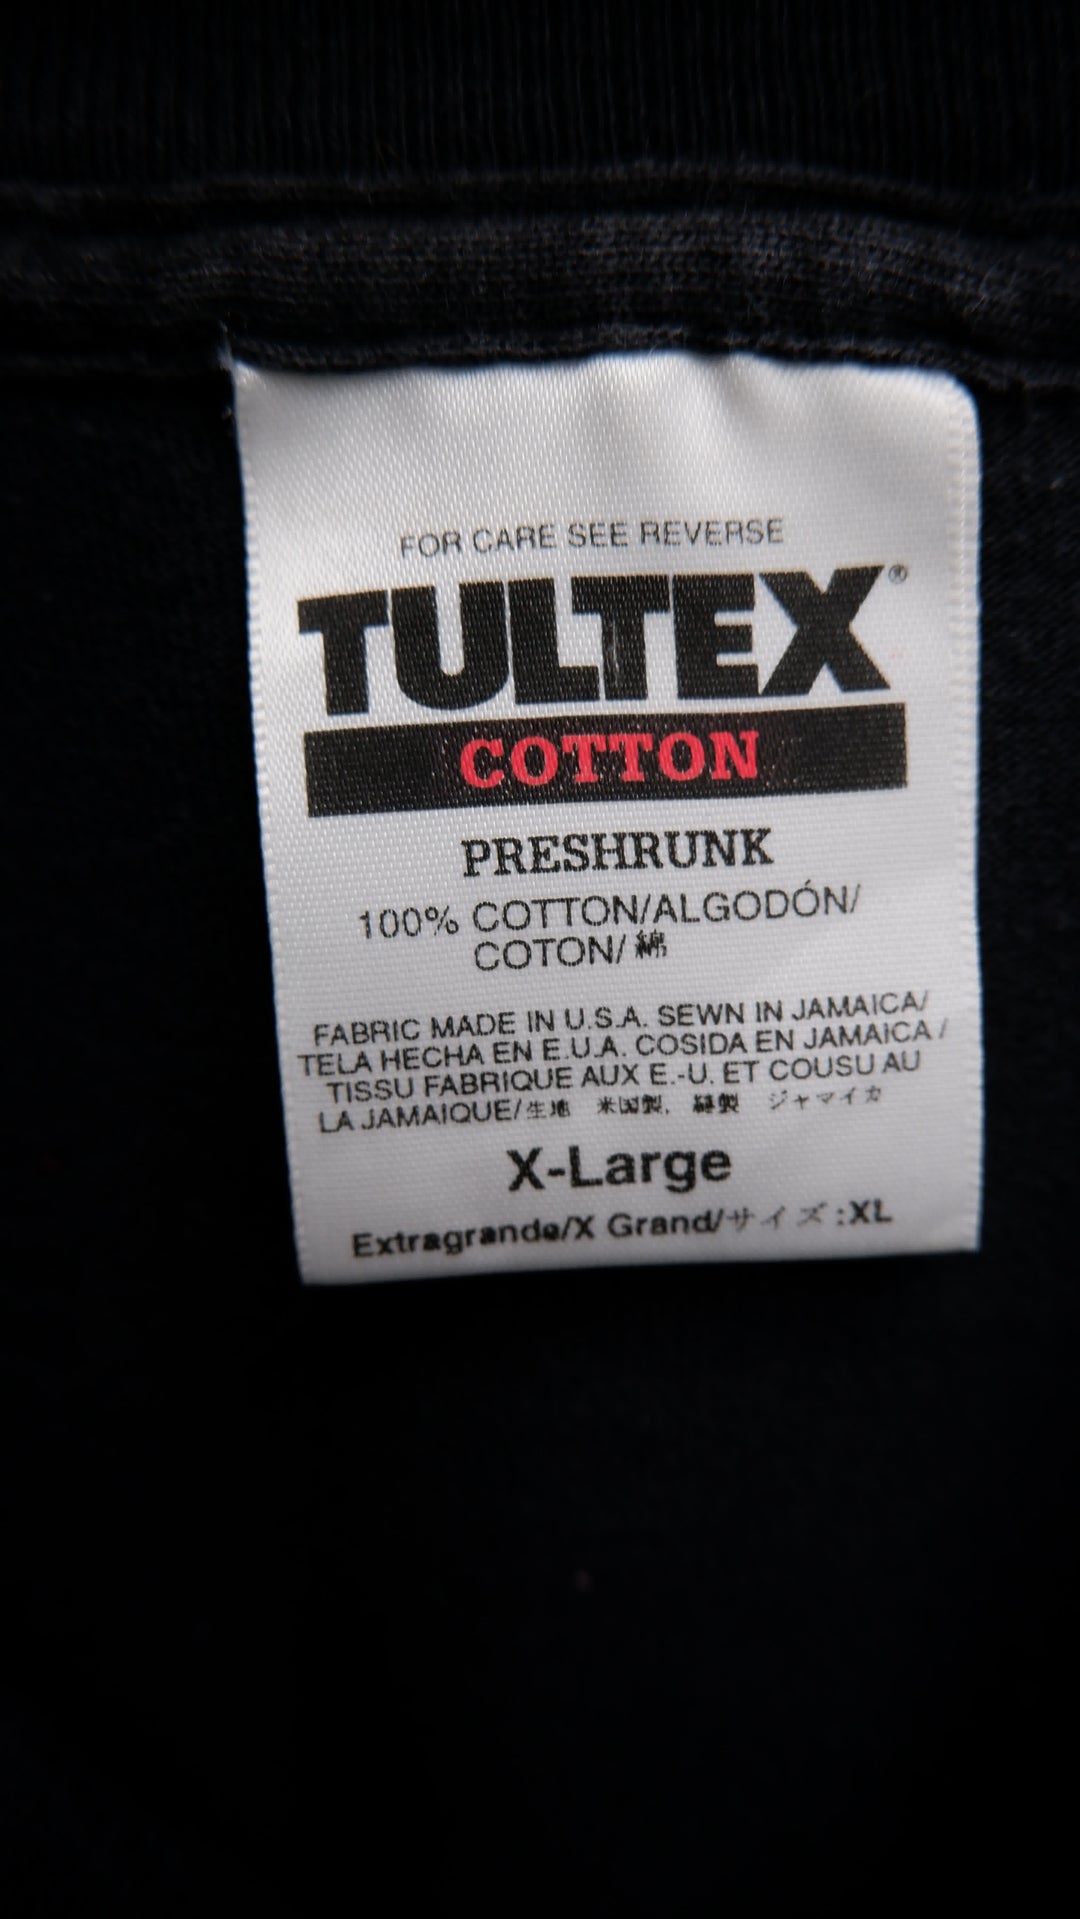 FOR CARE SEE REVERSE
TULTEX®
COTTON
PRESHRUNK
100% COTTON/ALGODÓN/
COTON/綿
FABRIC MADE IN U.S.A. SEWN IN JAMAICA/
TELA HECHA EN E.U.A. COSIDA EN JAMAICA/
TISSU FABRIQUE AUX E.-U. ET COUSU AU
LA JAMAIQUE/生地 米国製, 縫製 ジャマイカ
X-Large
Extragrande/X Grand/サイズ:XL